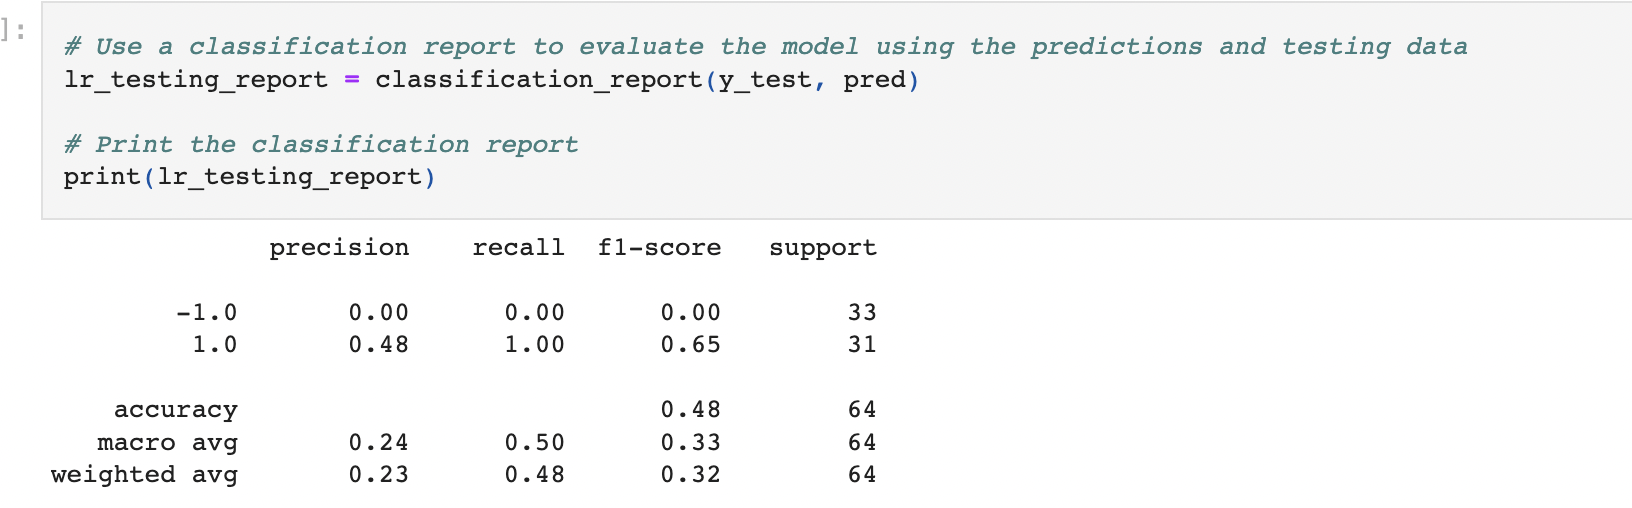 ]:
# Use a classification report to evaluate the model using the predictions and testing data
lr_testing_report = classification_report(y_test, pred)
# Print the classification report
print(lr_testing_report)
precision recall f1-score support
-1.0 0.00 0.00 0.00 33
1.0 0.48 1.00 0.65 31
accuracy 0.48 64
macro avg 0.24 0.50 0.33 64
weighted avg 0.23 0.48 0.32 64